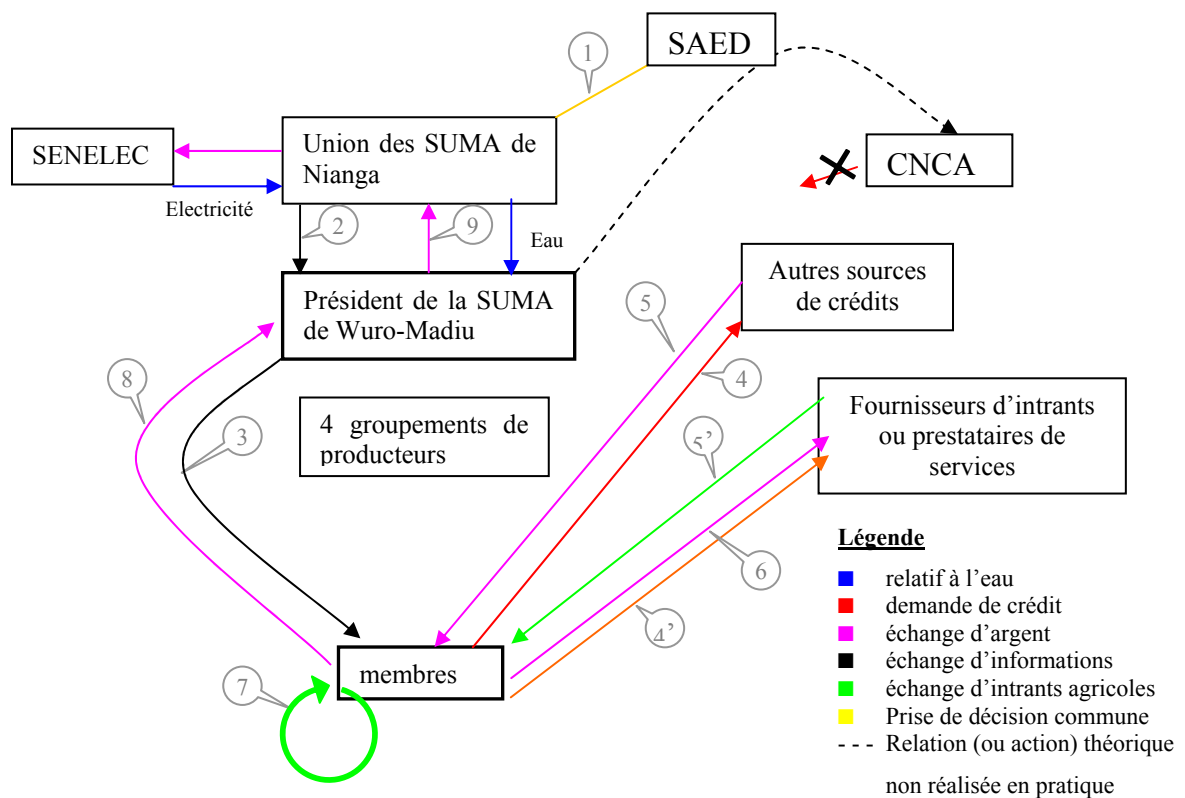 SAED
1
Union des SUMA de
Nianga
SENELEC
CNCA
Electricité
2
9
Eau
Président de la SUMA
de Wuro-Madiu
Autres sources
de crédits
5
4
8
3
4 groupements de
producteurs
Fournisseurs d’intrants
ou prestataires de
services
5’
6
4’
membres
7
Légende
relatif à l’eau
demande de crédit
échange d’argent
échange d’informations
échange d’intrants agricoles
Prise de décision commune
--- Relation (ou action) théorique
non réalisée en pratique